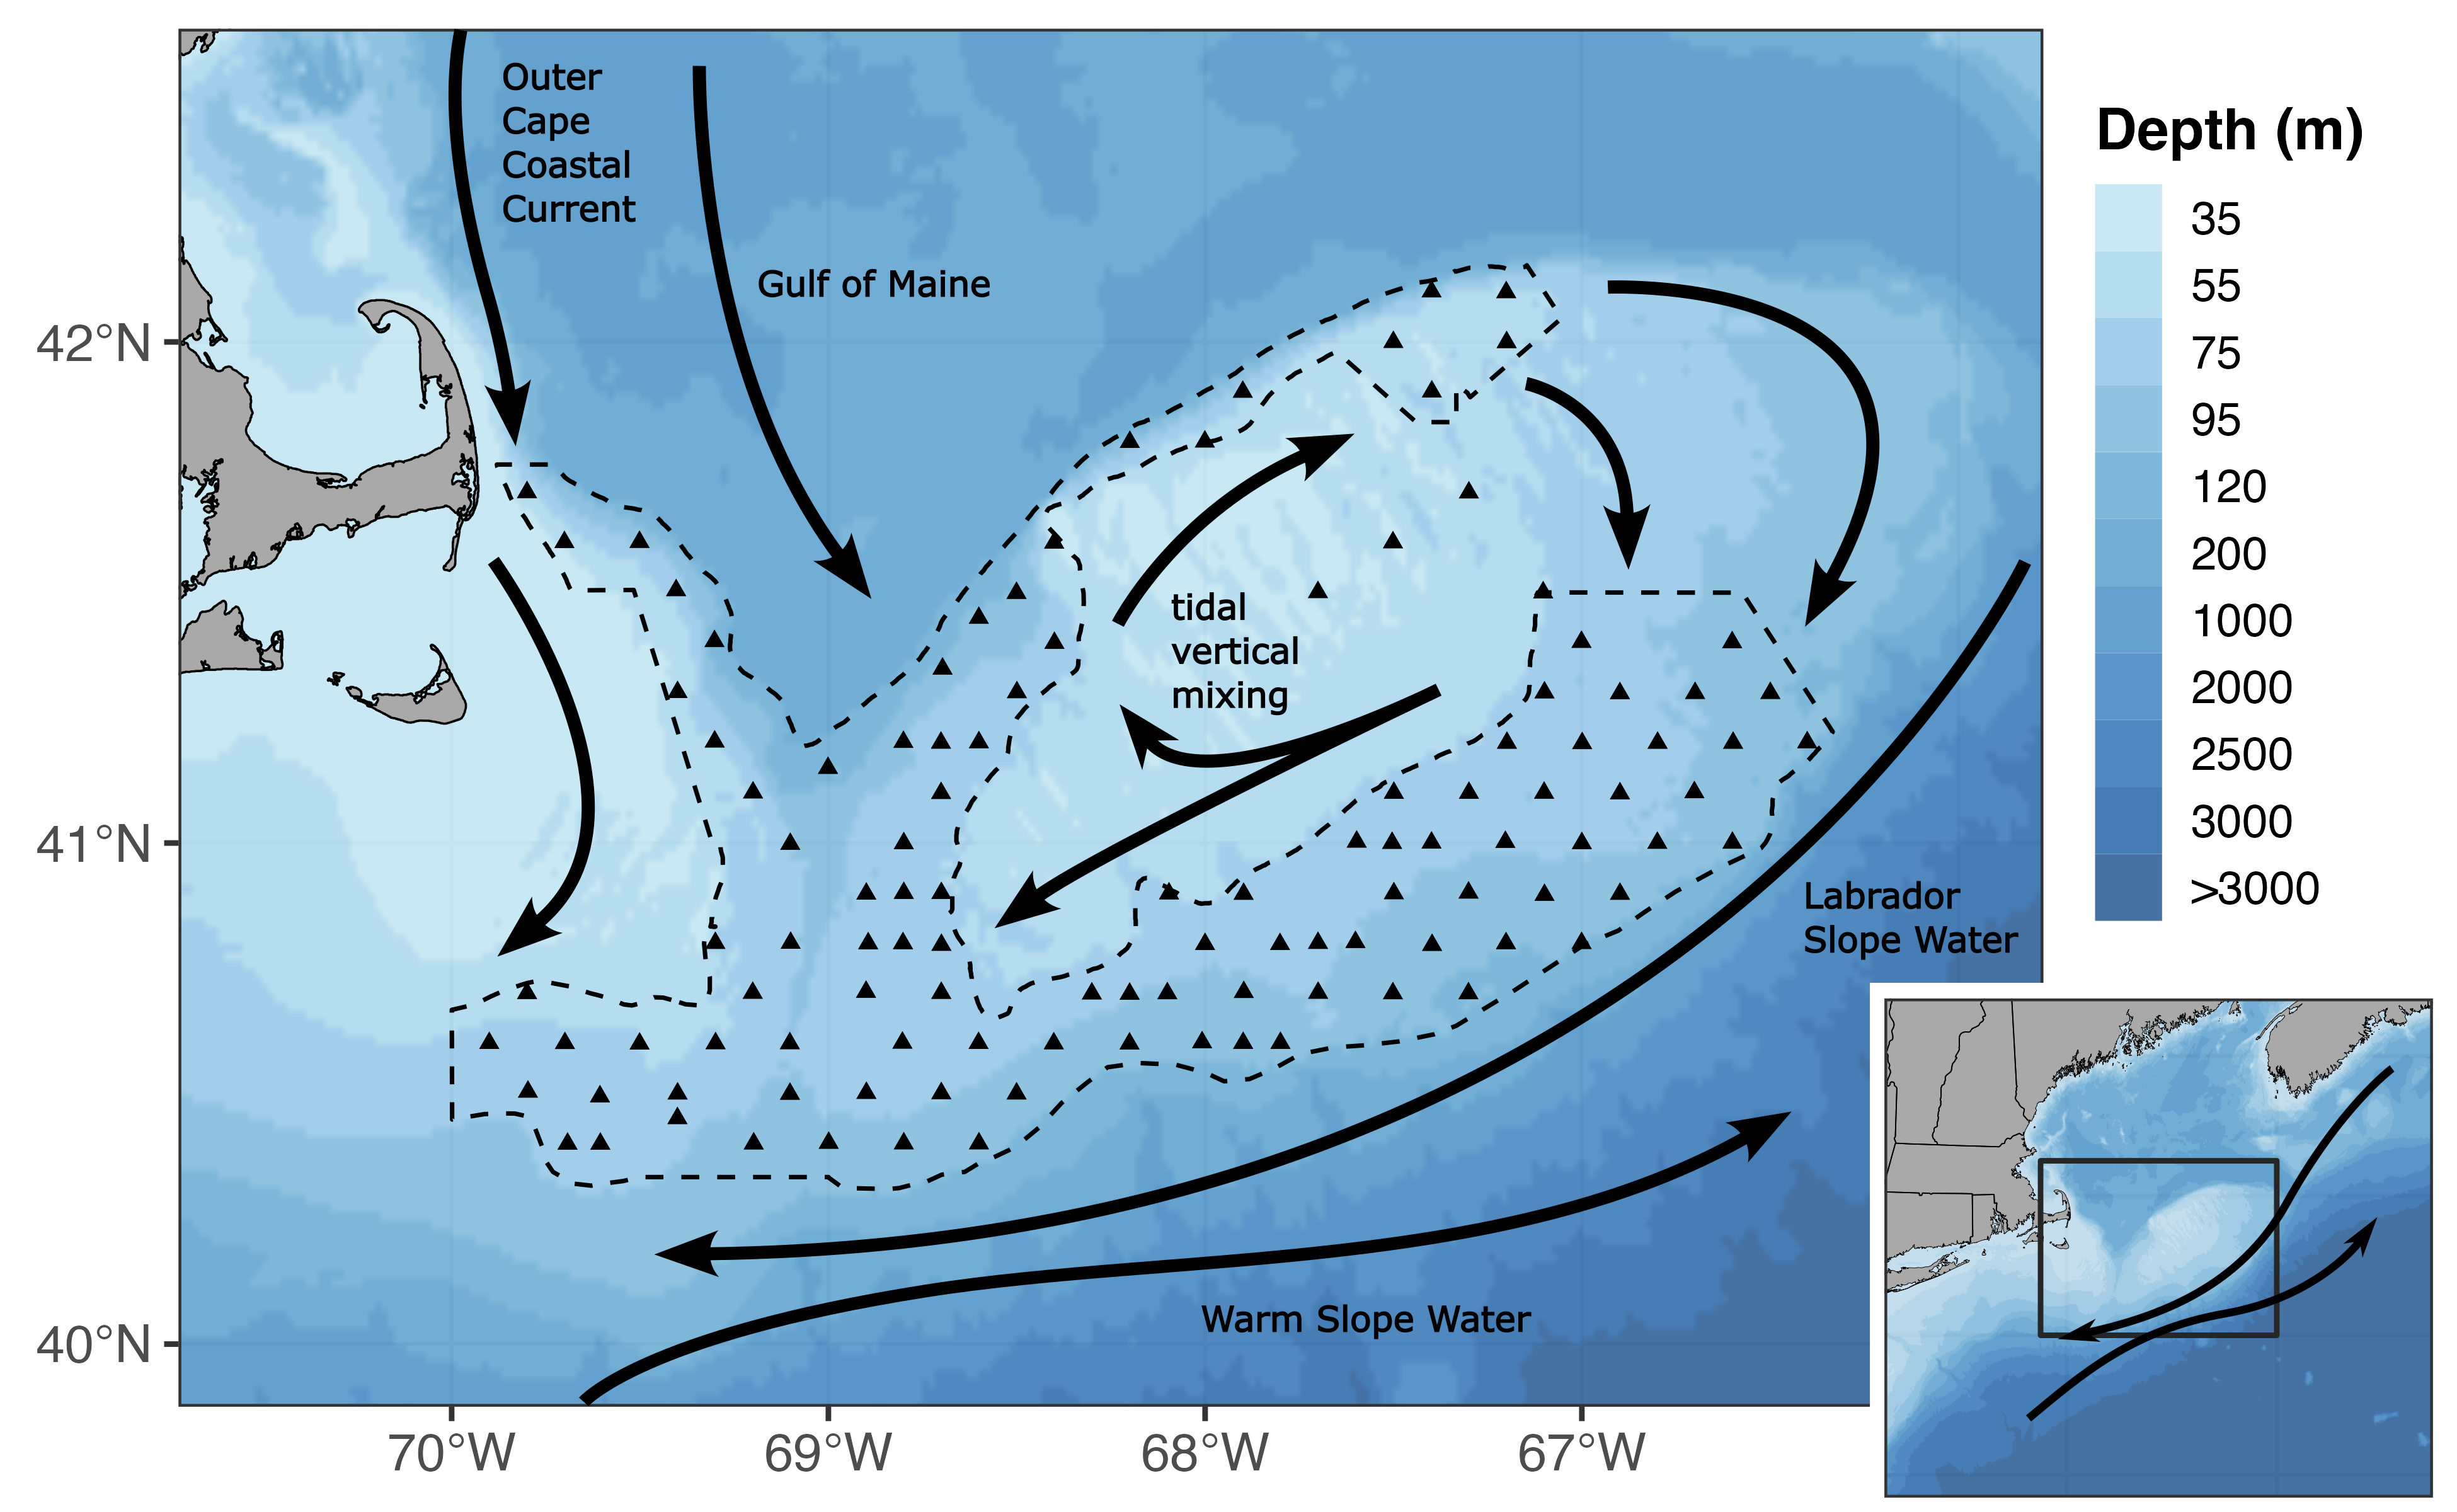 Outer
Cape
Coastal
Current
Gulf of Maine
tidal
vertical
mixing
Labrador
Slope Water
Warm Slope Water
42°N
41°N
40°N
70°W
69°W
68°W
67°W
Depth (m)
35
55
75
95
120
200
1000
2000
2500
3000
>3000